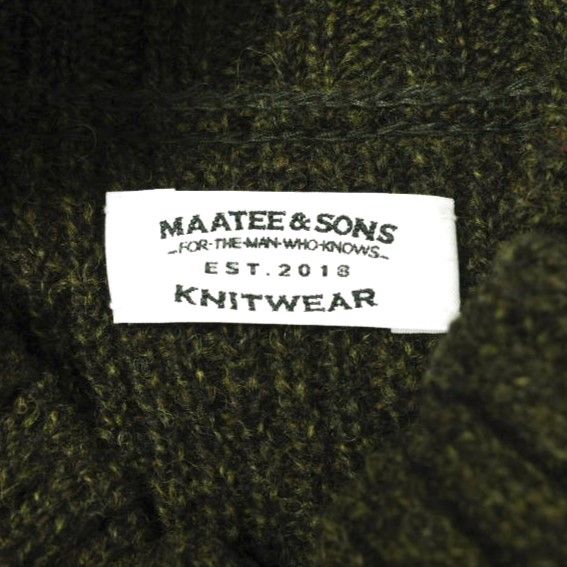 MAATEE & SONS
-FOR-THE-MAN-WHO-KNOWS-
EST. 2018
KNITWEAR